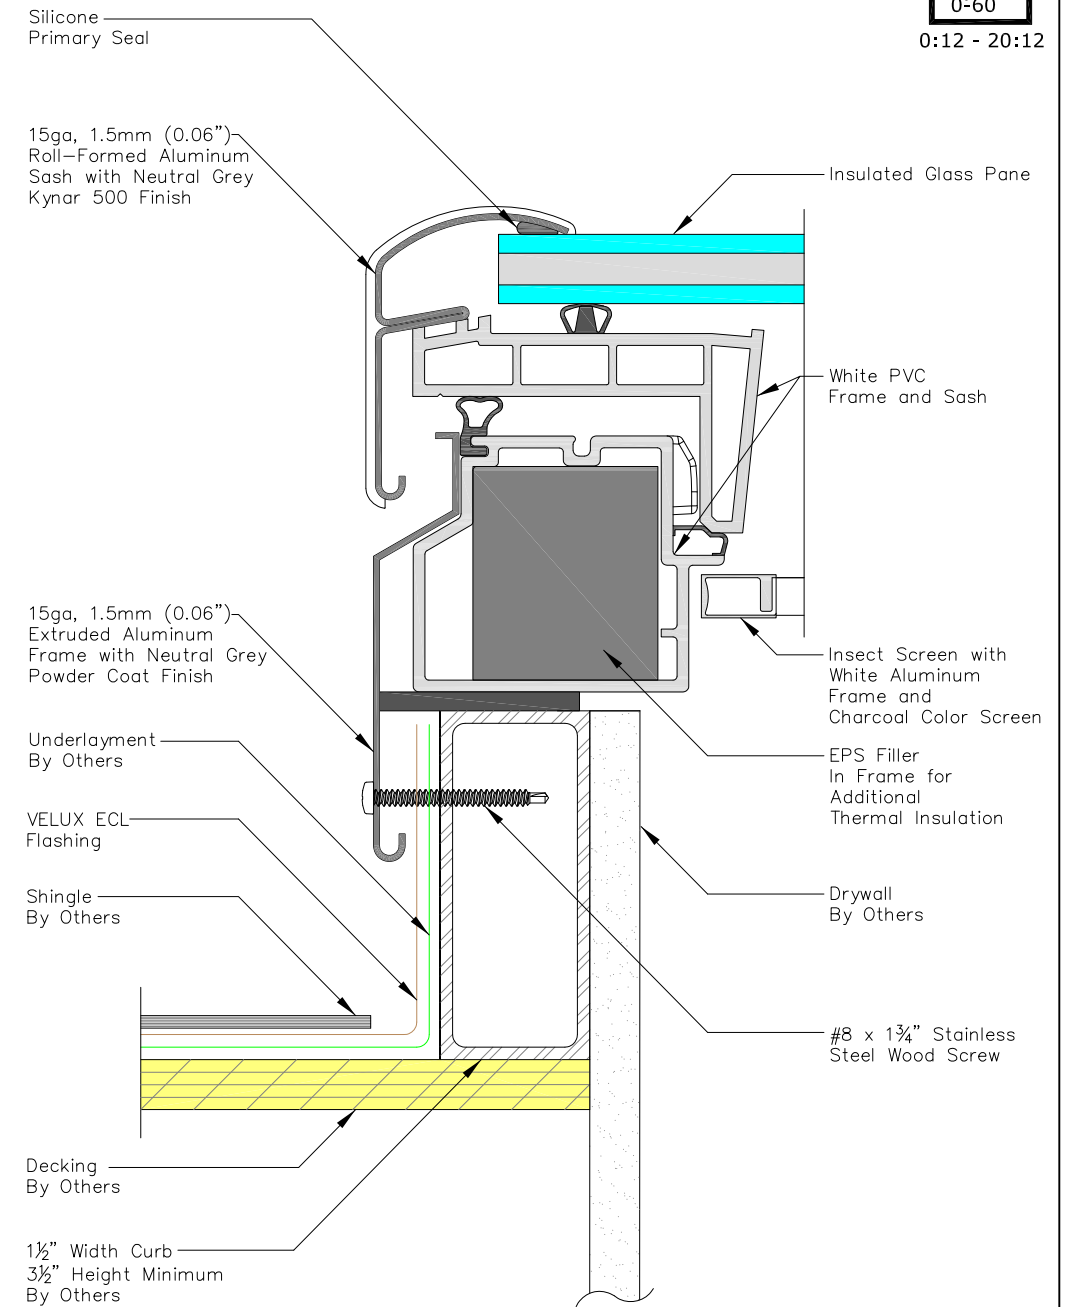 Silicone
Primary Seal
0-60
0:12 - 20:12
15ga, 1.5mm (0.06")
Roll-Formed Aluminum
Sash with Neutral Grey
Kynar 500 Finish
Insulated Glass Pane
White PVC
Frame and Sash
15ga, 1.5mm (0.06")
Extruded Aluminum
Frame with Neutral Grey
Powder Coat Finish
Insect Screen with
White Aluminum
Frame and
Charcoal Color Screen
Underlayment
By Others
EPS Filler
In Frame for
Additional
Thermal Insulation
VELUX ECL
Flashing
Shingle
By Others
Drywall
By Others
#8 x 1¾" Stainless
Steel Wood Screw
Decking
By Others
1½" Width Curb
3½" Height Minimum
By Others